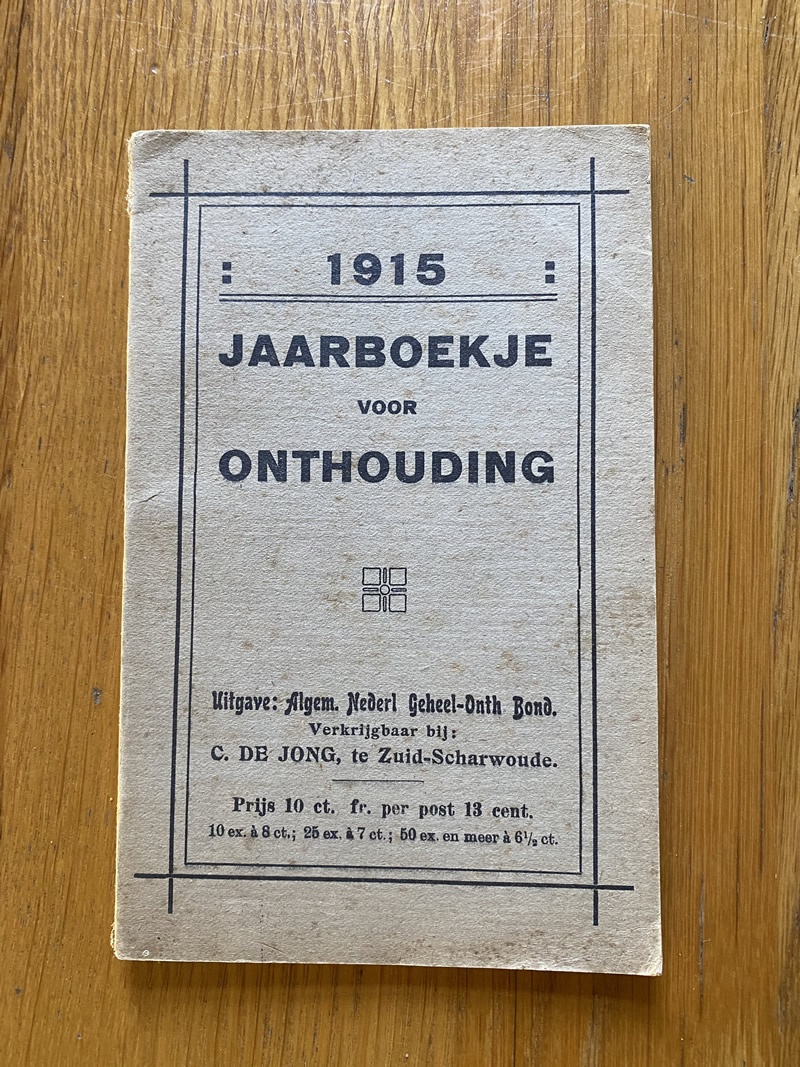 : 1915 :
JAARBOEKJE
VOOR
ONTHOUDING
Uitgave: Algem. Nederl Geheel-Onth Bond.
Verkrijgbaar bij:
C. DE JONG, te Zuid-Scharwoude.
Prijs 10 ct. fr. per post 13 cent.
10 ex. à 8 ct.; 25 ex. à 7 ct.; 50 ex. en meer à 6½ ct.